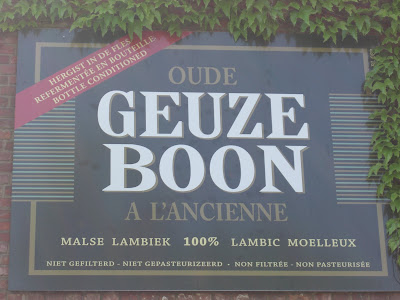 HERGIST IN DE FLES
REFERMENTÉE EN BOUTEILLE
BOTTLE CONDITIONED
OUDE
GEUZE
BOON
A L'ANCIENNE
MALSE LAMBIEK 100% LAMBIC MOELLEUX
NIET GEFILTERD - NIET GEPASTEURIZEERD • NON FILTRÉE - NON PASTEURISÉE